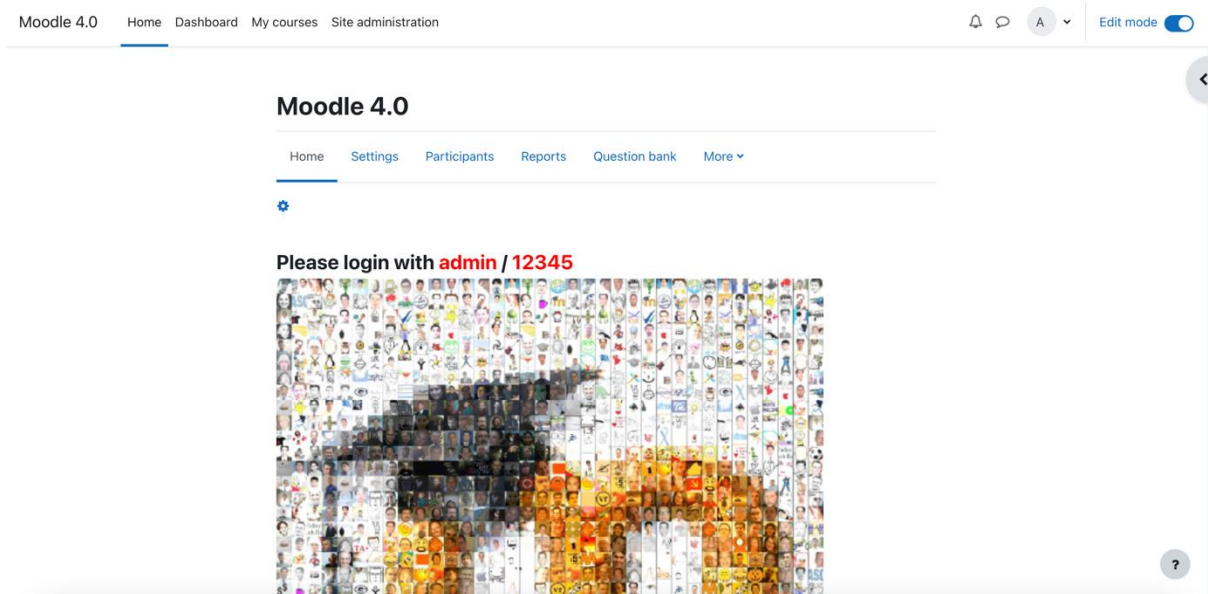 Moodle 4.0 Home Dashboard My courses Site administration A Edit mode
Moodle 4.0
Home Settings Participants Reports Question bank More
Please login with admin / 12345
?